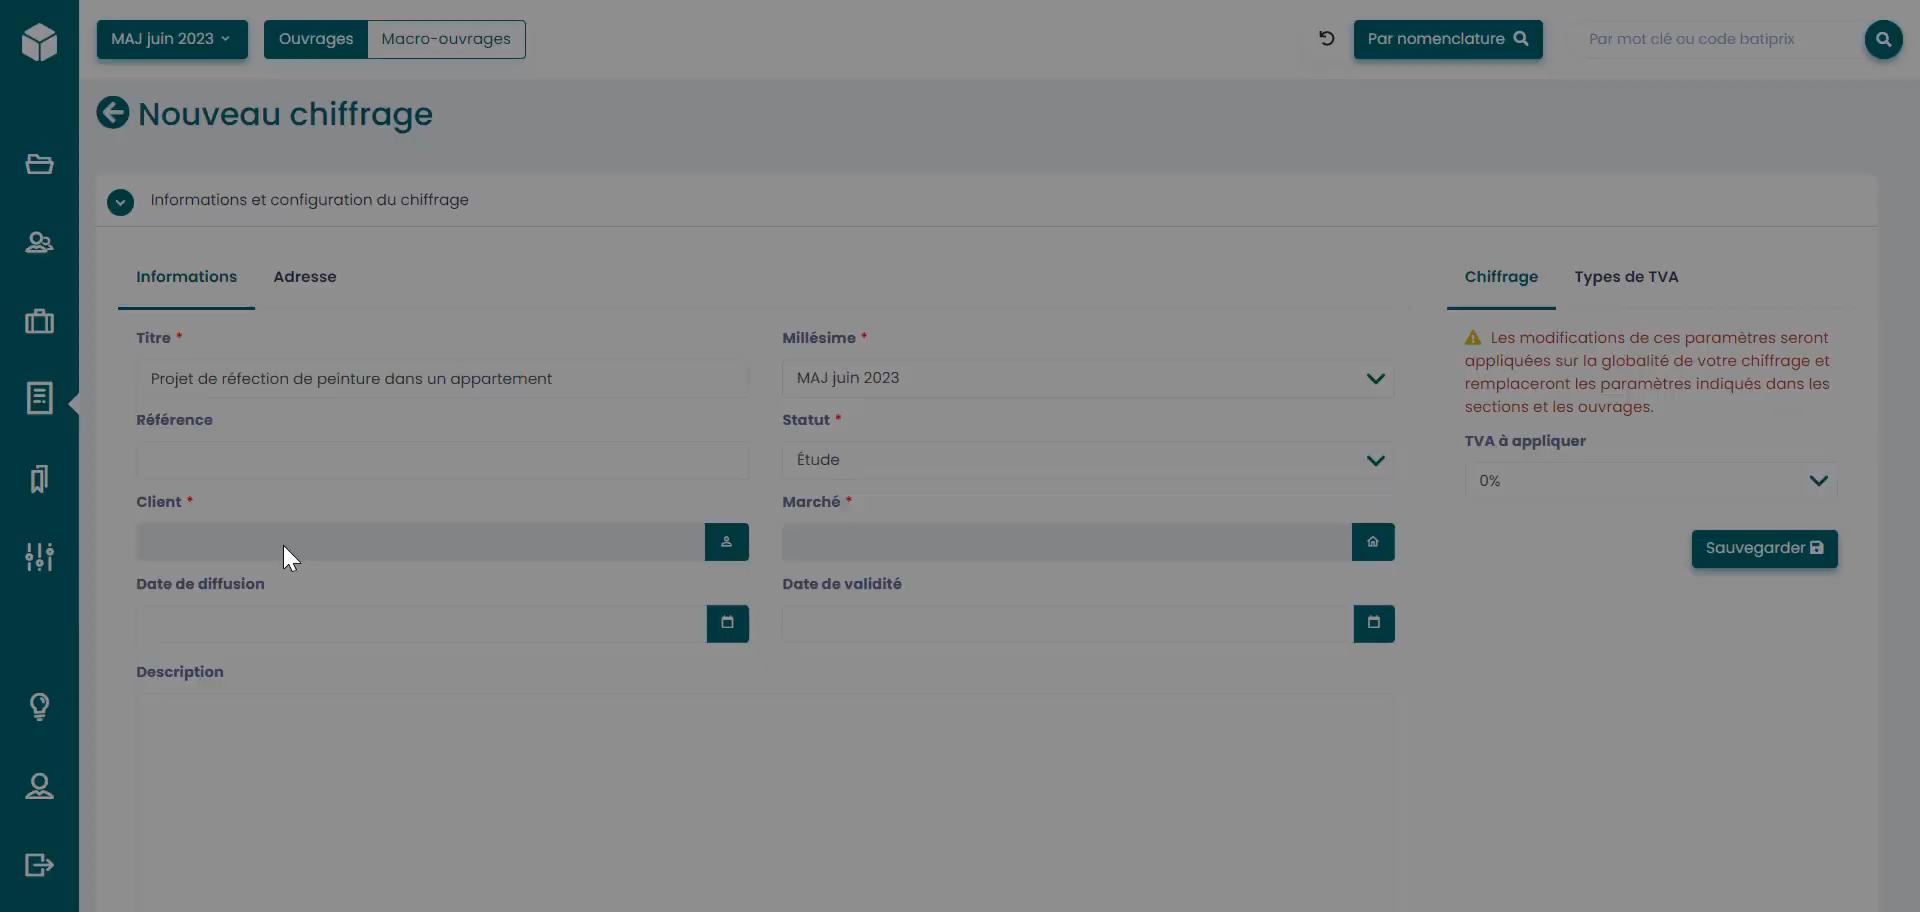 MAJ juin 2023
Ouvrages
Macro-ouvrages
Par nomenclature
Par mot clé ou code batiprix
Nouveau chiffrage
Informations et configuration du chiffrage
Informations
Adresse
Chiffrage
Types de TVA
Titre *
Projet de réfection de peinture dans un appartement
Millésime *
MAJ juin 2023
Référence
Statut *
Étude
Client *
Marché *
Date de diffusion
Date de validité
Description
Les modifications de ces paramètres seront
appliquées sur la globalité de votre chiffrage et
remplaceront les paramètres indiqués dans les
sections et les ouvrages.
TVA à appliquer
0%
Sauvegarder